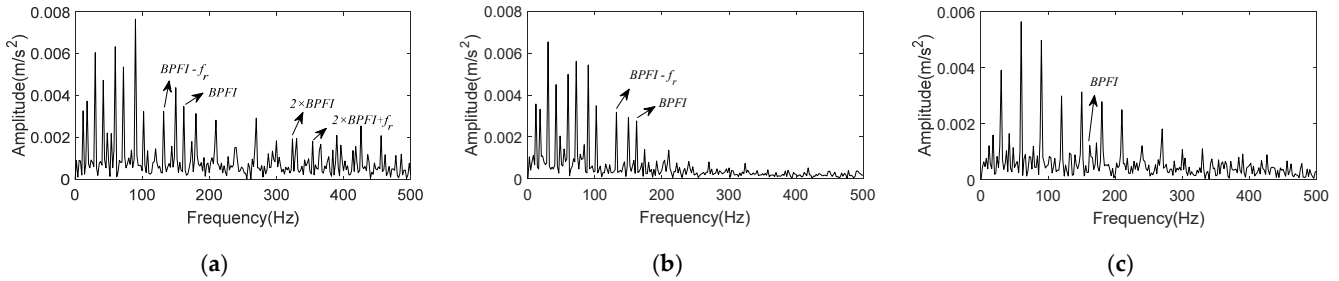 0.008
0.006
0.004
0.002
0
Amplitude(m/s²)
BPFI - fr
BPFI
2×BPFI
2×BPFI+fr
0 100 200 300 400 500
Frequency(Hz)
(a)
0.008
0.006
0.004
0.002
0
Amplitude(m/s²)
BPFI - fr
BPFI
0 100 200 300 400 500
Frequency(Hz)
(b)
0.006
0.004
0.002
0
Amplitude(m/s²)
BPFI
0 100 200 300 400 500
Frequency(Hz)
(c)